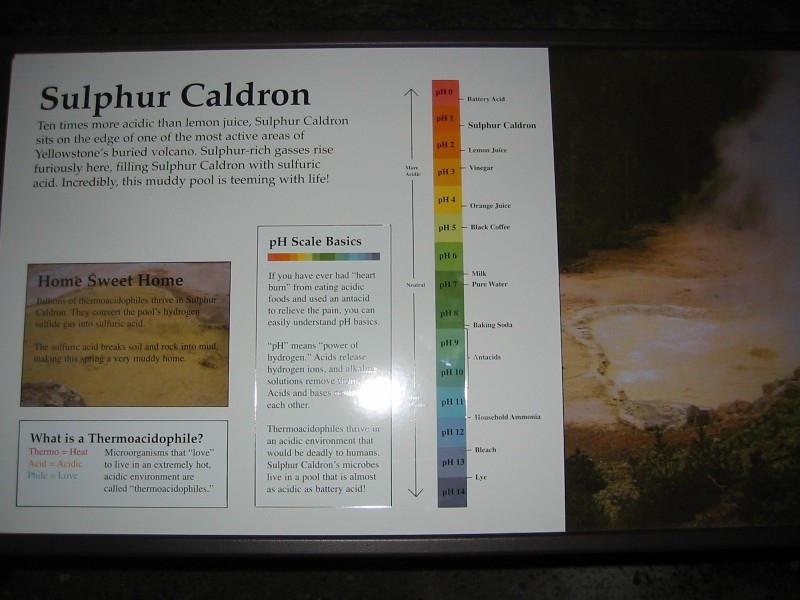 Sulphur Caldron
Ten times more acidic than lemon juice, Sulphur Caldron
sits on the edge of one of the most active areas of
Yellowstone's buried volcano. Sulphur-rich gasses rise
furiously here, filling Sulphur Caldron with sulfuric
acid. Incredibly, this muddy pool is teeming with life!
Home Sweet Home
Billions of thermoacidophiles thrive in Sulphur
Caldron. They convert the pool's hydrogen
sulfide gas into sulfuric acid.
The sulfuric acid breaks soil and rock into mud,
making this spring a very muddy home.
What is a Thermoacidophile?
Thermo = Heat
Acid = Acidic
Phile = Love
Microorganisms that "love"
to live in an extremely hot,
acidic environment are
called "thermoacidophiles."
pH Scale Basics
If you have ever had "heart
burn" from eating acidic
foods and used an antacid
to relieve the pain, you can
easily understand pH basics.
"pH" means "power of
hydrogen." Acids release
hydrogen ions, and alkaline
solutions remove them.
Acids and bases
each other.
Thermoacidophiles thrive in
an acidic environment that
would be deadly to humans.
Sulphur Caldron's microbes
live in a pool that is almost
as acidic as battery acid!
More
Acidic
Neutral
pH 0
pH 1
pH 2
pH 3
pH 4
pH 5
pH 6
pH 7
pH 8
pH 9
pH 10
pH 11
pH 12
pH 13
pH 14
Battery Acid
Sulphur Caldron
Lemon Juice
Vinegar
Orange Juice
Black Coffee
Milk
Pure Water
Baking Soda
Antacids
Household Ammonia
Bleach
Lye